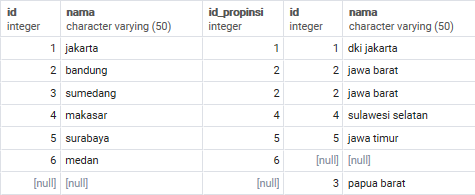 id nama id_propinsi id nama
integer character varying (50) integer integer character varying (50)
1 jakarta 1 1 dki jakarta
2 bandung 2 2 jawa barat
3 sumedang 2 2 jawa barat
4 makasar 4 4 sulawesi selatan
5 surabaya 5 5 jawa timur
6 medan 6 [null] [null]
[null] [null] [null] 3 papua barat